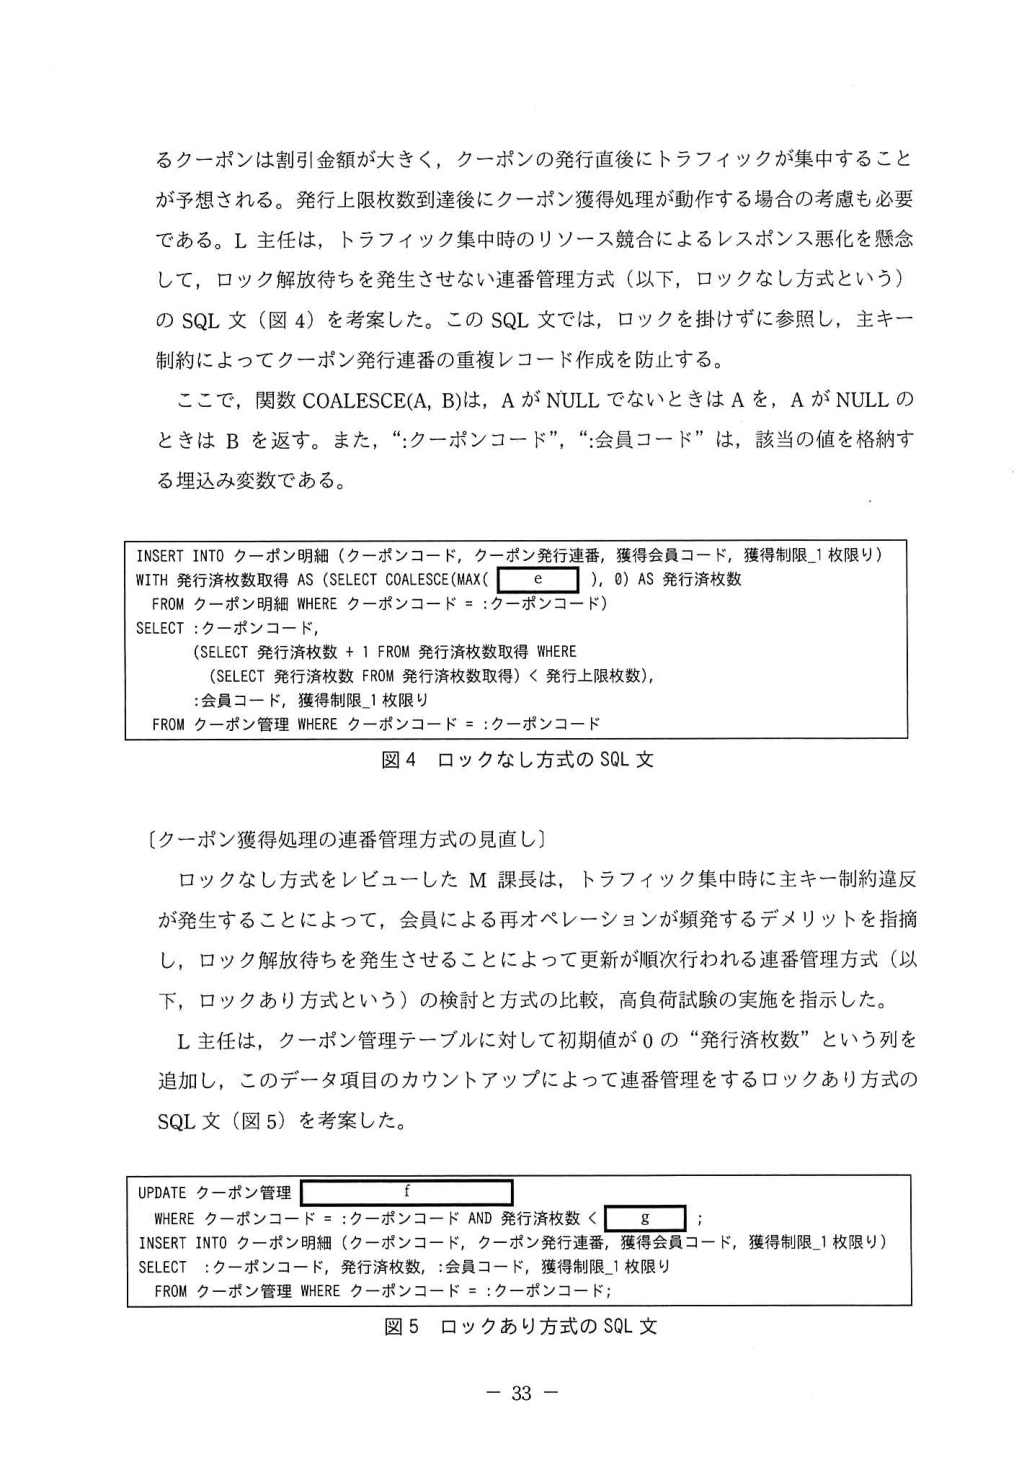 るクーポンは割引金額が大きく，クーポンの発行直後にトラフィックが集中すること
が予想される。発行上限枚数到達後にクーポン獲得処理が動作する場合の考慮も必要
である。L 主任は，トラフィック集中時のリソース競合によるレスポンス悪化を懸念
して，ロック解放待ちを発生させない連番管理方式（以下，ロックなし方式という）
の SQL 文（図 4）を考案した。この SQL 文では，ロックを掛けずに参照し，主キー
制約によってクーポン発行連番の重複レコード作成を防止する。
ここで，関数 COALESCE(A, B)は，A が NULL でないときは A を，A が NULL の
ときは B を返す。また，“:クーポンコード”，“:会員コード” は，該当の値を格納す
る埋込み変数である。
INSERT INTO クーポン明細（クーポンコード, クーポン発行連番, 獲得会員コード, 獲得制限_1 枚限り）
WITH 発行済枚数取得 AS (SELECT COALESCE(MAX( e ), 0) AS 発行済枚数
FROM クーポン明細 WHERE クーポンコード = :クーポンコード)
SELECT :クーポンコード,
(SELECT 発行済枚数 + 1 FROM 発行済枚数取得 WHERE
(SELECT 発行済枚数 FROM 発行済枚数取得) < 発行上限枚数),
:会員コード, 獲得制限_1 枚限り
FROM クーポン管理 WHERE クーポンコード = :クーポンコード
図 4 ロックなし方式の SQL 文
〔クーポン獲得処理の連番管理方式の見直し〕
ロックなし方式をレビューした M 課長は，トラフィック集中時に主キー制約違反
が発生することによって，会員による再オペレーションが頻発するデメリットを指摘
し，ロック解放待ちを発生させることによって更新が順次行われる連番管理方式（以
下，ロックあり方式という）の検討と方式の比較，高負荷試験の実施を指示した。
L 主任は，クーポン管理テーブルに対して初期値が 0 の “発行済枚数” という列を
追加し，このデータ項目のカウントアップによって連番管理をするロックあり方式の
SQL 文（図 5）を考案した。
UPDATE クーポン管理 f
WHERE クーポンコード = :クーポンコード AND 発行済枚数 < g ;
INSERT INTO クーポン明細（クーポンコード, クーポン発行連番, 獲得会員コード, 獲得制限_1 枚限り）
SELECT :クーポンコード, 発行済枚数, :会員コード, 獲得制限_1 枚限り
FROM クーポン管理 WHERE クーポンコード = :クーポンコード;
図 5 ロックあり方式の SQL 文
－ 33 －